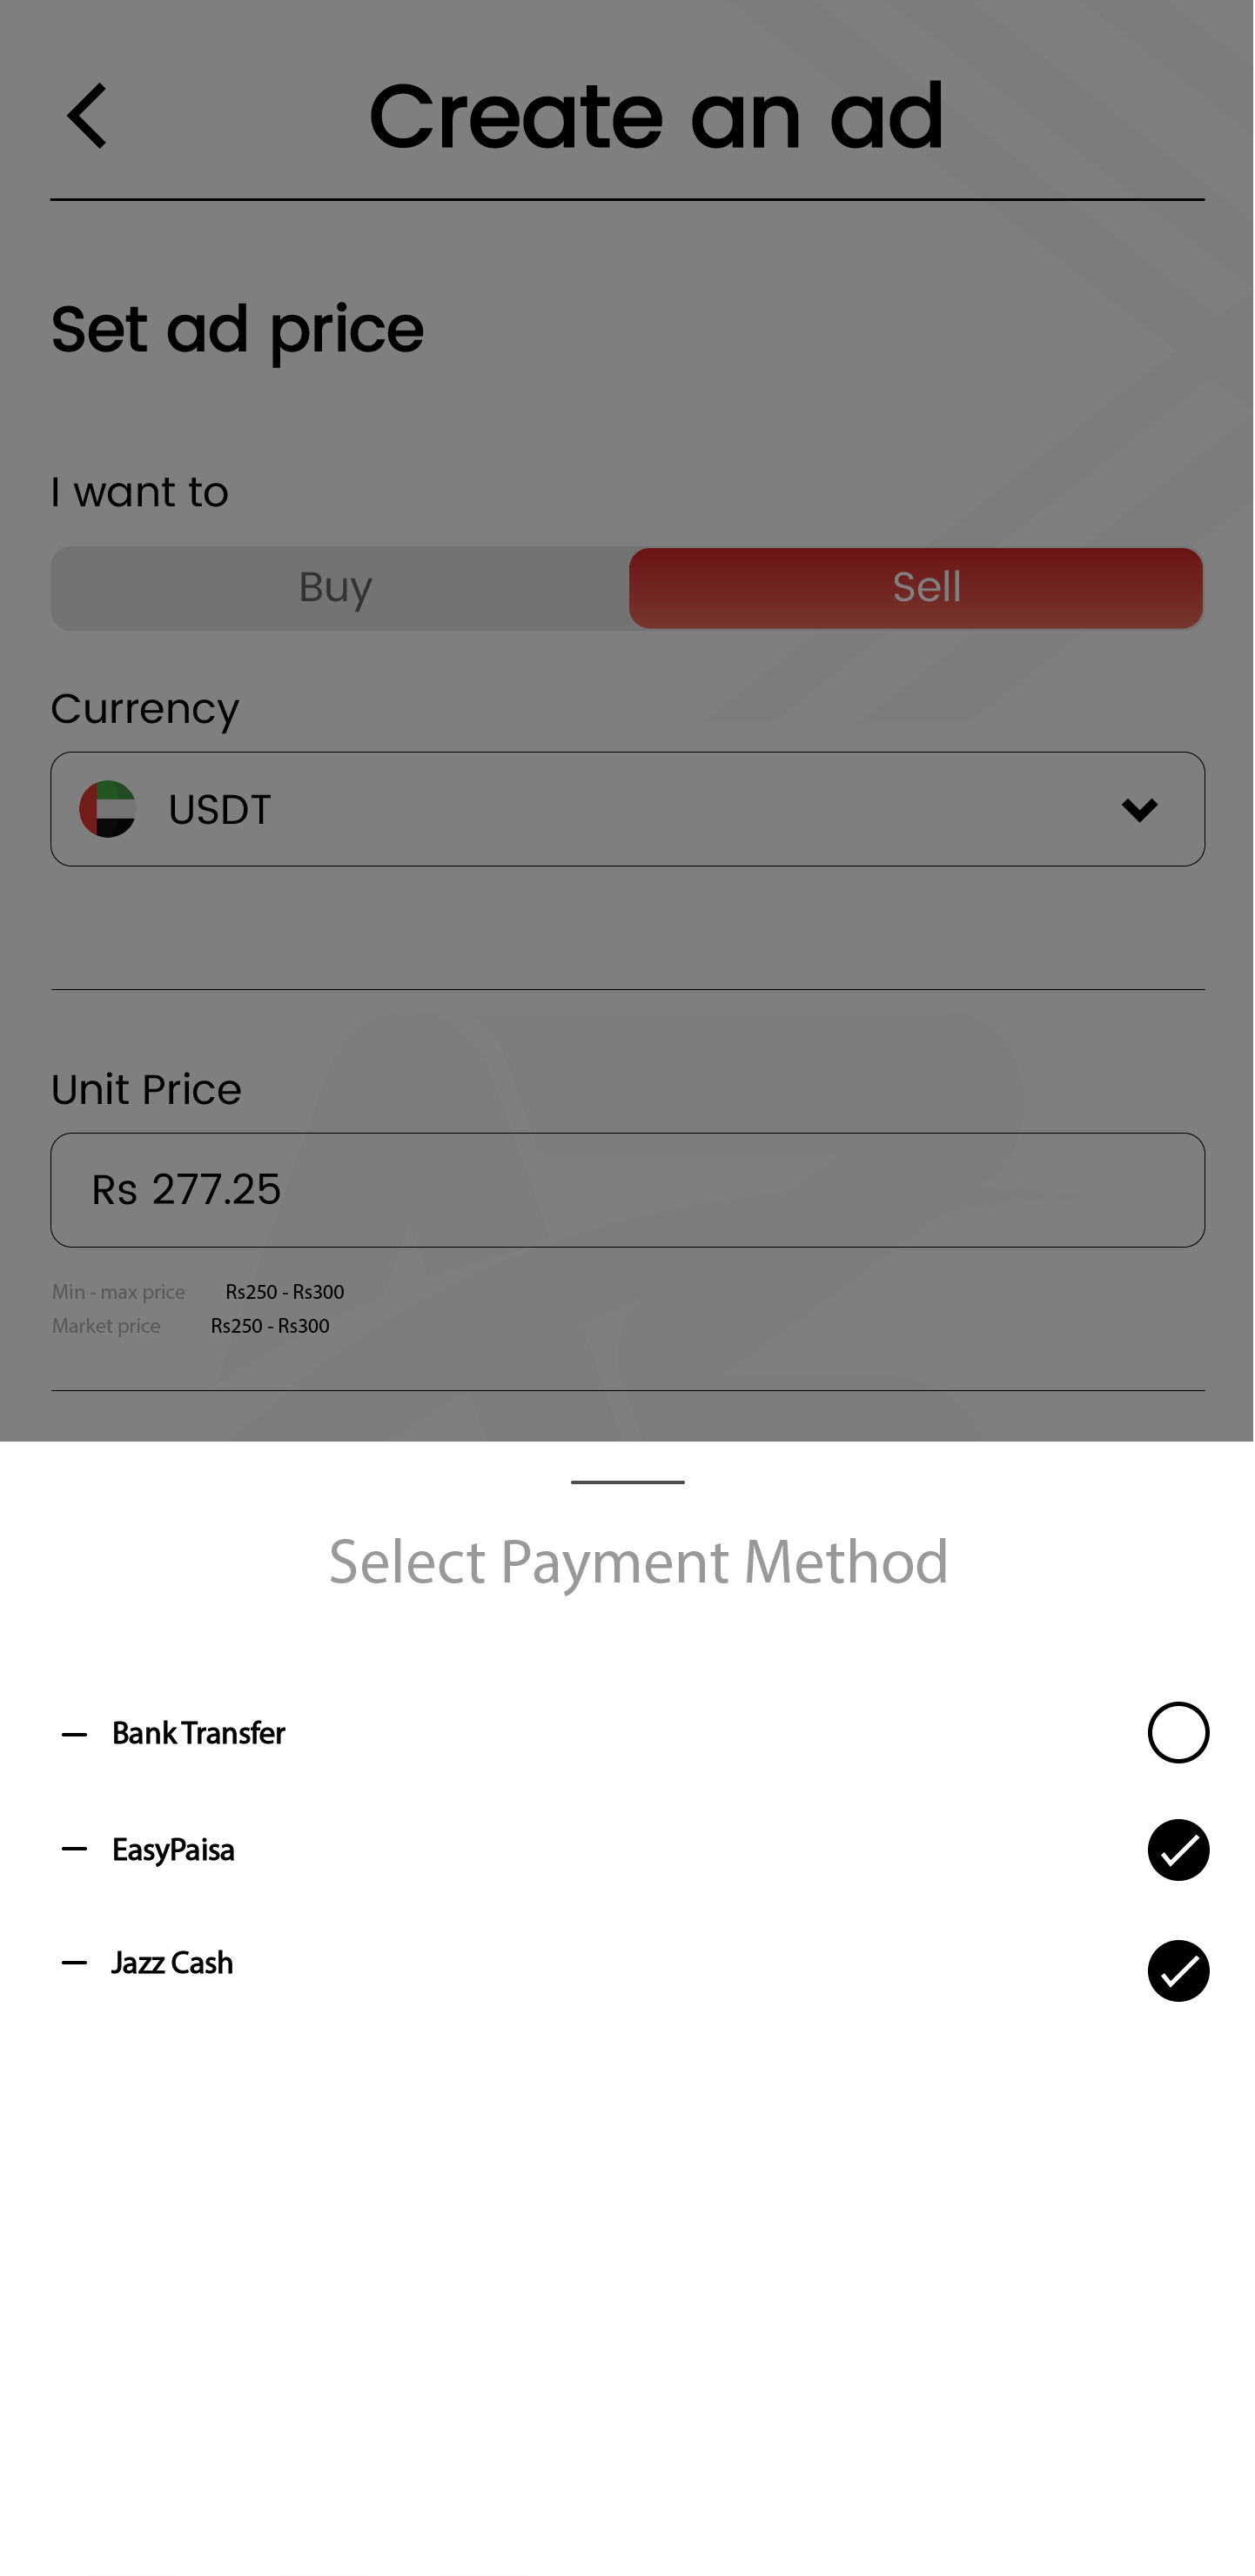 Create an ad
Set ad price
I want to
Buy Sell
Currency
USDT
Unit Price
Rs 277.25
Min - max price Rs250 - Rs300
Market price Rs250 - Rs300
Select Payment Method
Bank Transfer
EasyPaisa
Jazz Cash